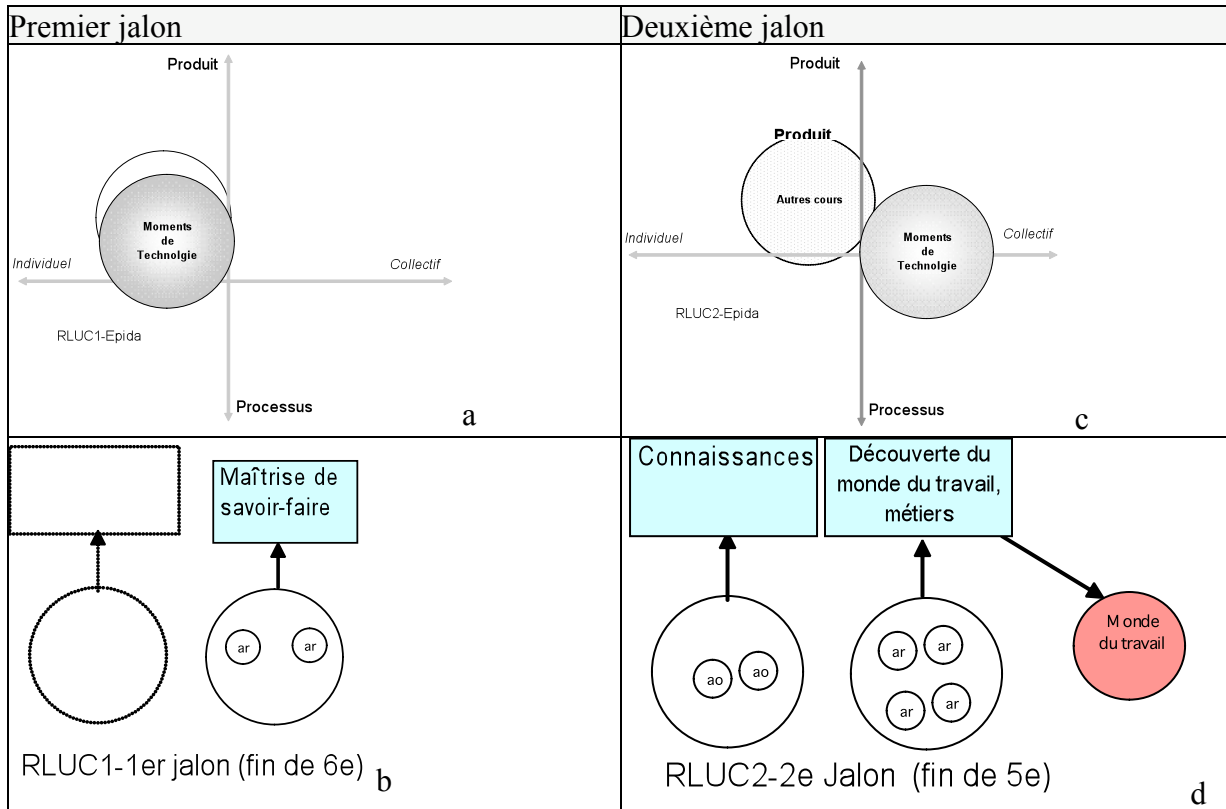 Premier jalon
Deuxième jalon
Produit
Moments
de
Technolgie
Individuel
Collectif
RLUC1-Epida
Processus
a
Produit
Produit
Autres cours
Moments
de
Technolgie
Individuel
Collectif
RLUC2-Epida
Processus
c
Maîtrise de
savoir-faire
ar
ar
RLUC1-1er jalon (fin de 6e)
b
Connaissances
Découverte du
monde du travail,
métiers
ao
ao
ar
ar
ar
ar
Monde
du travail
RLUC2-2e Jalon (fin de 5e)
d